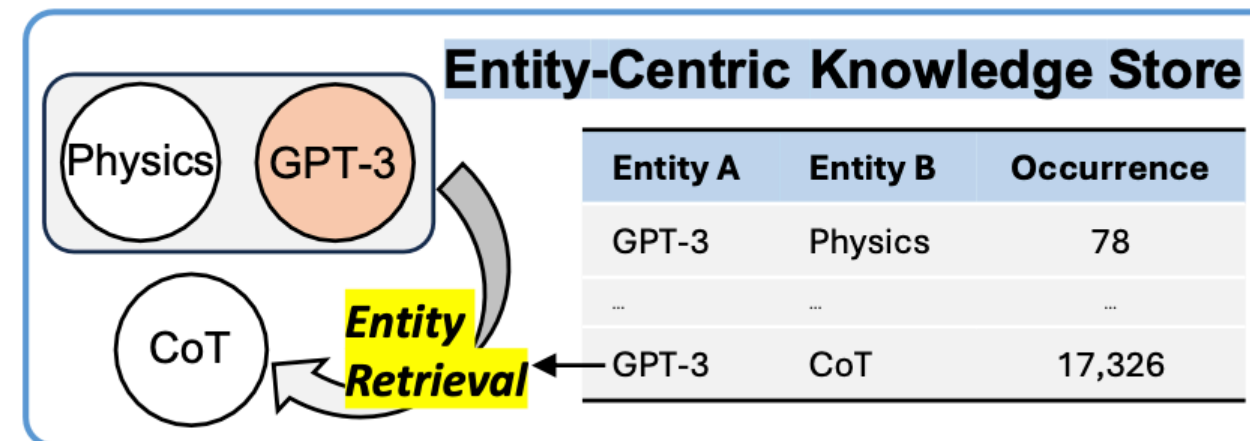 Entity-Centric Knowledge Store
Physics
GPT-3
Entity A Entity B Occurrence
GPT-3 Physics 78
... ... ...
GPT-3 CoT 17,326
CoT
Entity
Retrieval